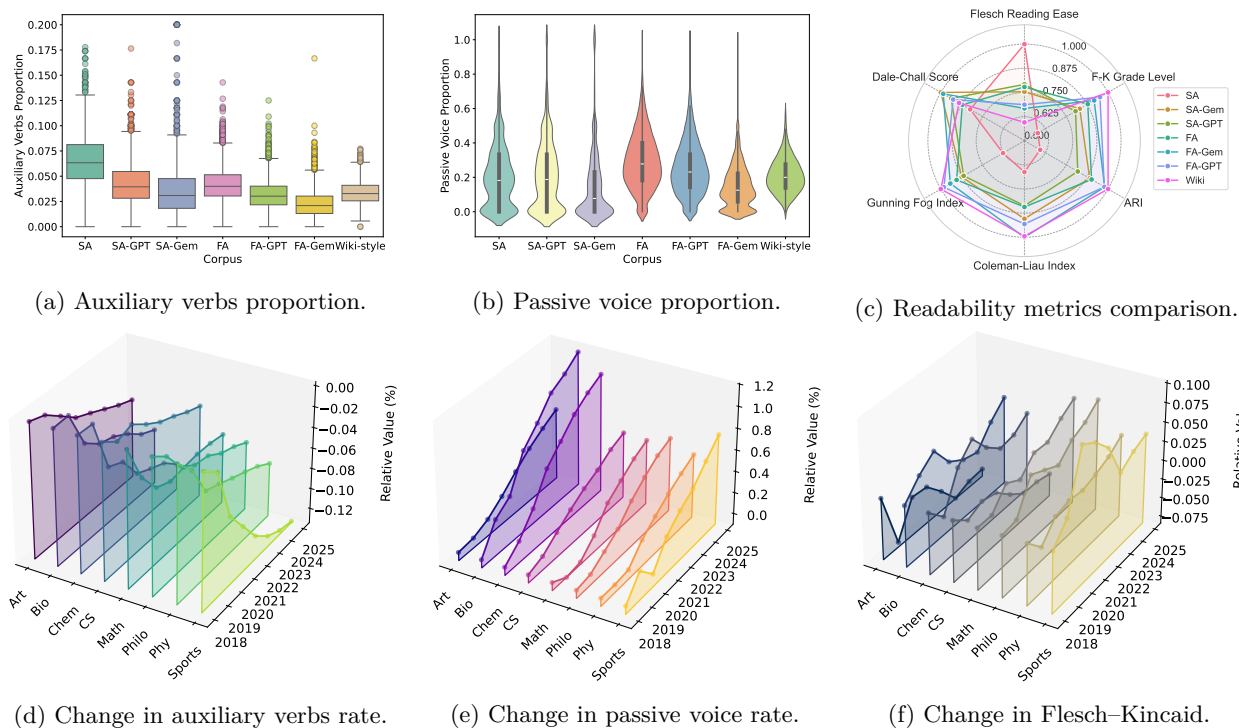 0.200
0.175
0.150
0.125
0.100
0.075
0.050
0.025
0.000
Auxiliary Verbs Proportion
SA
SA-GPT
SA-Gem
FA
FA-GPT
FA-Gem
Wiki-style
Corpus
(a) Auxiliary verbs proportion.
1.0
0.8
0.6
0.4
0.2
0.0
Passive Voice Proportion
SA
SA-GPT
SA-Gem
FA
FA-GPT
FA-Gem
Wiki-style
Corpus
(b) Passive voice proportion.
Flesch Reading Ease
1.000
0.875
0.750
0.625
Dale-Chall Score
F-K Grade Level
Gunning Fog Index
ARI
Coleman-Liau Index
SA
SA-Gem
SA-GPT
FA
FA-Gem
FA-GPT
Wiki
(c) Readability metrics comparison.
0.00
−0.02
−0.04
−0.06
−0.08
−0.10
−0.12
Relative Value (%)
Art
Bio
Chem
CS
Math
Philo
Phy
Sports
2018
2019
2020
2021
2022
2023
2024
2025
(d) Change in auxiliary verbs rate.
1.2
1.0
0.8
0.6
0.4
0.2
0.0
Relative Value (%)
Art
Bio
Chem
CS
Math
Philo
Phy
Sports
2018
2019
2020
2021
2022
2023
2024
2025
(e) Change in passive voice rate.
0.100
0.075
0.050
0.025
0.000
−0.025
−0.050
−0.075
Relative
Art
Bio
Chem
CS
Math
Philo
Phy
Sports
2018
2019
2020
2021
2022
2023
2024
2025
(f) Change in Flesch–Kincaid.